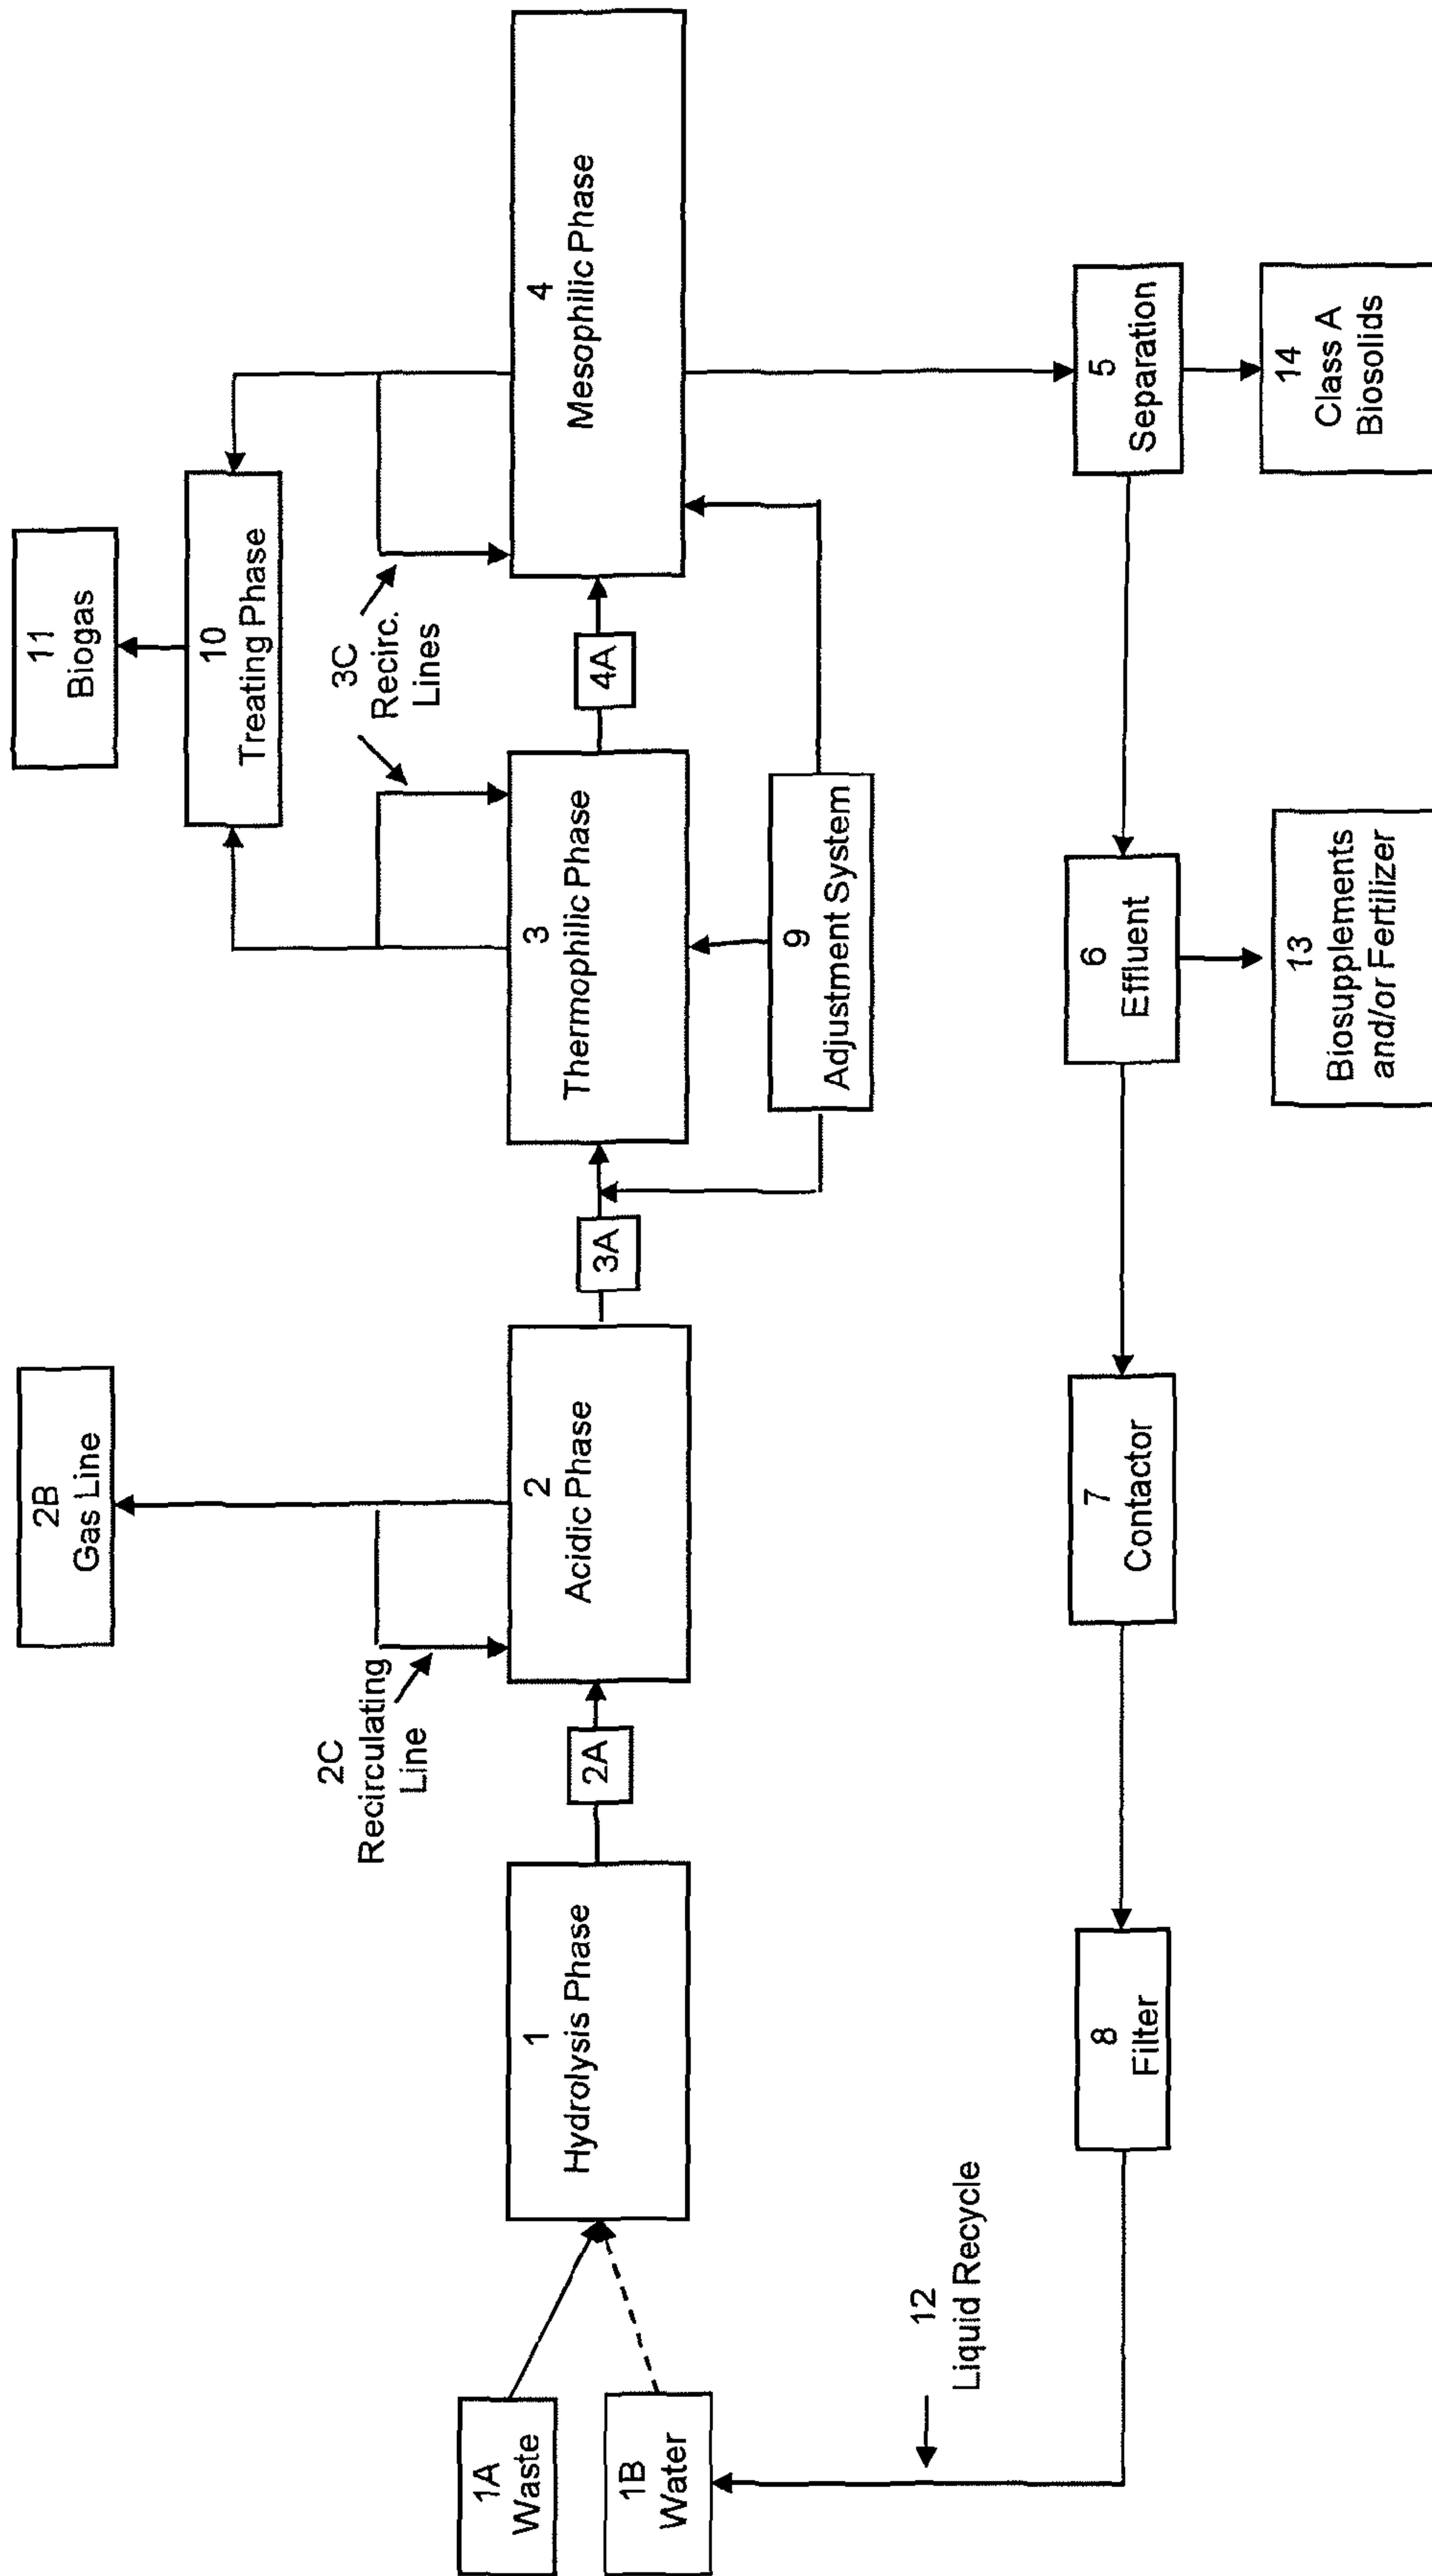 1A
Waste
1B
Water
1
Hydrolysis Phase
2A
2C
Recirculating
Line
2B
Gas Line
2
Acidic Phase
3A
3
Thermophilic Phase
3C
Recirc.
Lines
4A
4
Mesophilic Phase
11
Biogas
10
Treating Phase
9
Adjustment System
5
Separation
14
Class A
Biosolids
6
Effluent
13
Biosupplements
and/or Fertilizer
7
Contactor
8
Filter
12
Liquid Recycle